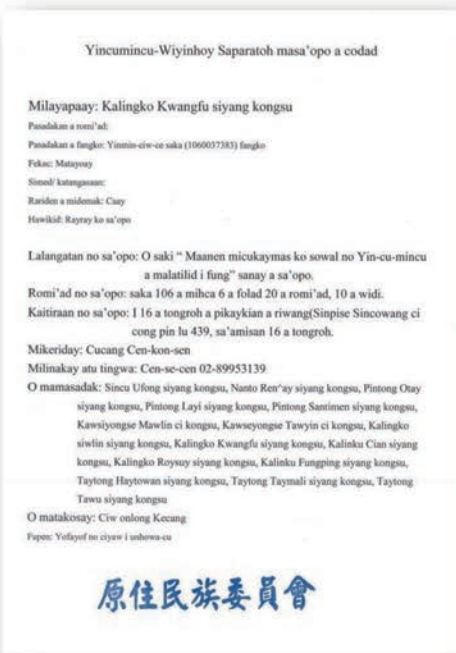 Yincumincu-Wiyinhoy Saparatoh masa'opo a codad
Milayapaay: Kalingko Kwangfu siyang kongsu
Pasadakan a romi'ad:
Pasadakan a fangko: Yinmin-ciw-ce saka (1060037383) fangko
Fekac: Matayoay
Simed/ katangasaan:
Rariden a midemak: Caay
Hawikid: Rayray ko sa'opo
Lalangatan no sa'opo: O saki " Maanen micukaymas ko sowal no Yin-cu-mincu
a malatilid i fung" sanay a sa'opo.
Romi'ad no sa'opo: saka 106 a mihca 6 a folad 20 a romi'ad, 10 a widi.
Kaitiraan no sa'opo: I 16 a tongroh a pikaykian a riwang(Sinpise Sincowang ci
cong pin lu 439, sa'amisan 16 a tongroh.
Mikeriday: Cucang Cen-kon-sen
Milinakay atu tingwa: Cen-se-cen 02-89953139
O mamasadak: Sincu Ufong siyang kongsu, Nanto Ren^ay siyang kongsu, Pintong Otay
siyang kongsu, Pintong Layi siyang kongsu, Pintong Santimen siyang kongsu,
Kawsiyongse Mawlin ci kongsu, Kawseyongse Tawyin ci kongsu, Kalingko
siwlin siyang kongsu, Kalingko Kwangfu siyang kongsu, Kalinku Cian siyang
kongsu, Kalingko Roysuy siyang kongsu, Kalinku Fungping siyang kongsu,
Taytong Haytowan siyang kongsu, Taytong Taymali siyang kongsu, Taytong
Tawu siyang kongsu
O matakosay: Ciw onlong Kecang
Fupen: Yofayof no ciyaw i
原住民族委員會